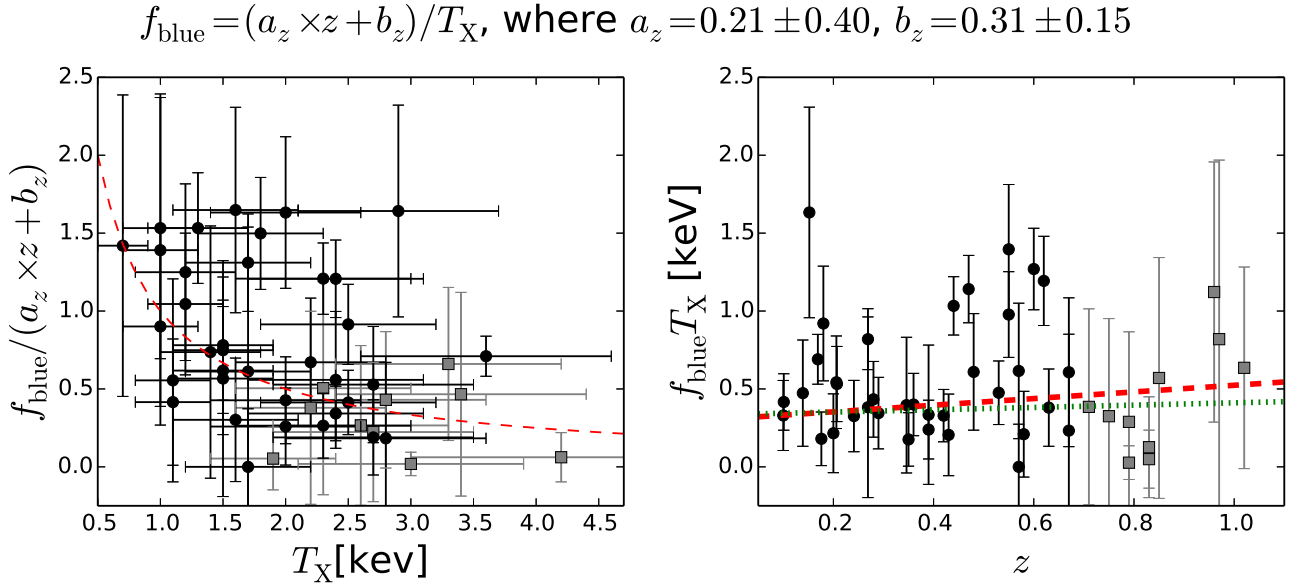 f_blue = (a_z × z + b_z)/T_X, where a_z = 0.21 ± 0.40, b_z = 0.31 ± 0.15
f_blue/(a_z × z + b_z)
2.5
2.0
1.5
1.0
0.5
0.0
0.5 1.0 1.5 2.0 2.5 3.0 3.5 4.0 4.5
T_X[kev]
f_blue T_X [keV]
2.5
2.0
1.5
1.0
0.5
0.0
0.2 0.4 0.6 0.8 1.0
z